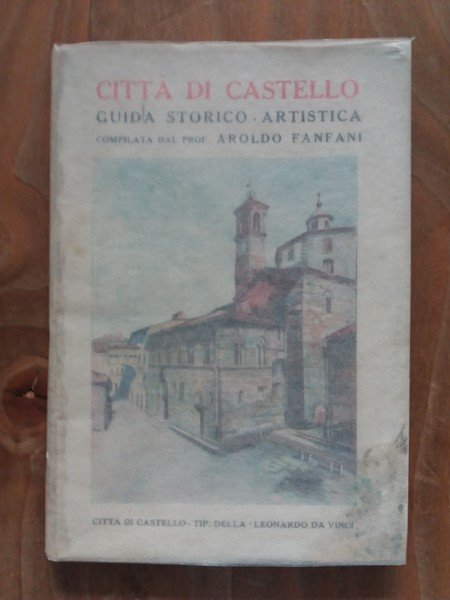 CITTÀ DI CASTELLO
GUIDA STORICO - ARTISTICA
COMPILATA DAL PROF. AROLDO FANFANI
CITTÀ DI CASTELLO - TIP. DELLA "LEONARDO DA VINCI"